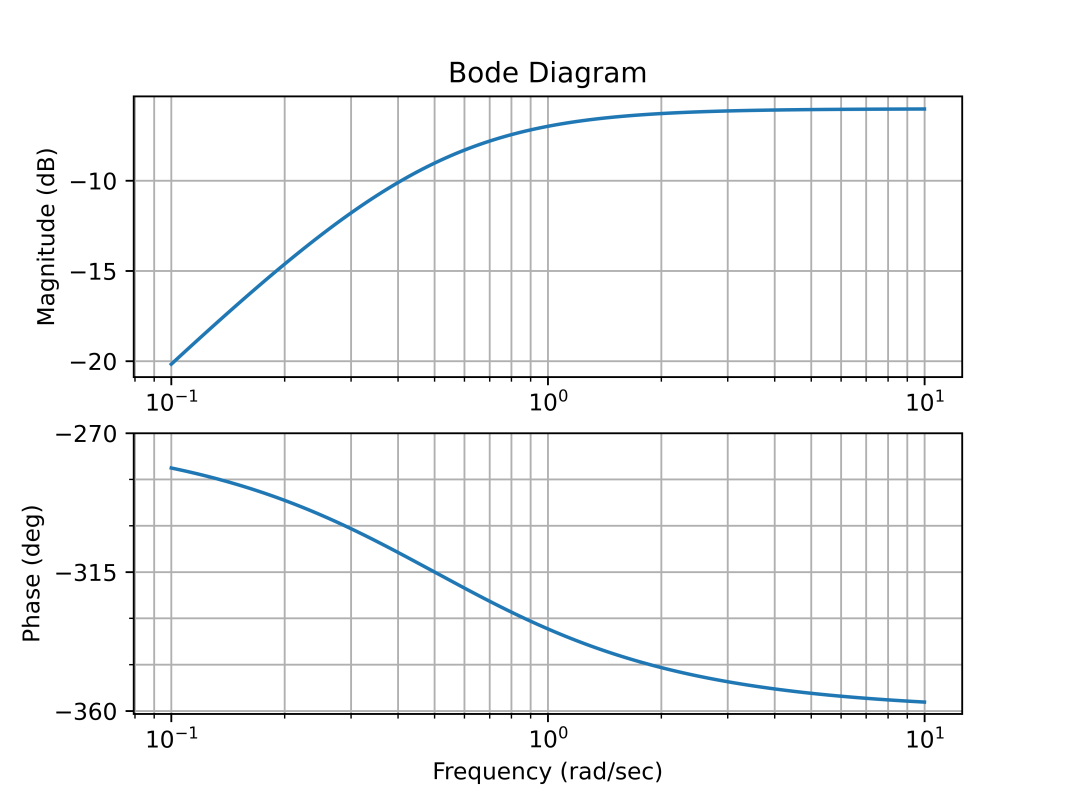 Bode Diagram
Magnitude (dB)
−10
−15
−20
10⁻¹ 10⁰ 10¹
Phase (deg)
−270
−315
−360
10⁻¹ 10⁰ 10¹
Frequency (rad/sec)